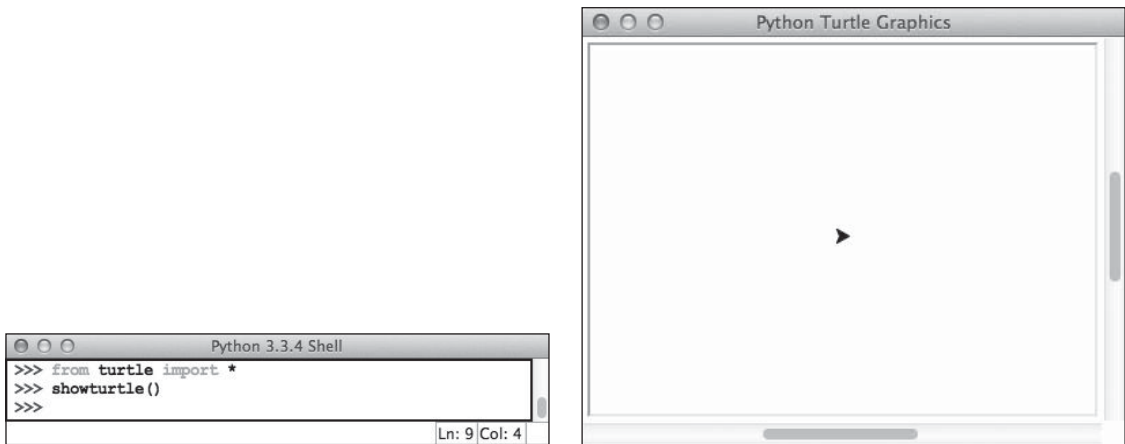 Python Turtle Graphics
Python 3.3.4 Shell
>>> from turtle import *
>>> showturtle()
>>>
Ln: 9 Col: 4